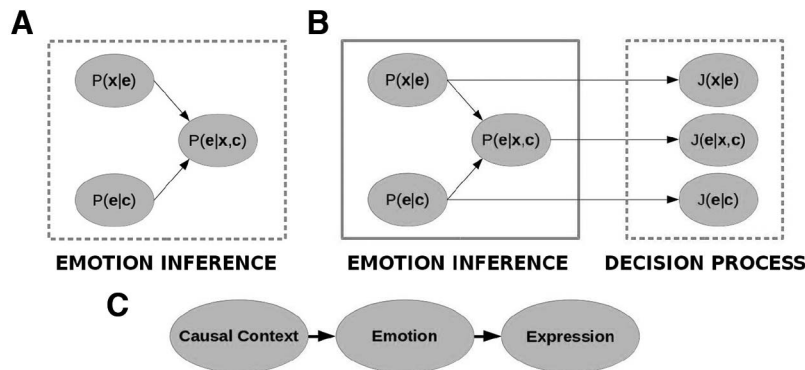 A
P(x|e)
P(e|x,c)
P(e|c)
EMOTION INFERENCE
B
P(x|e)
P(e|x,c)
P(e|c)
EMOTION INFERENCE
J(x|e)
J(e|x,c)
J(e|c)
DECISION PROCESS
C
Causal Context
Emotion
Expression